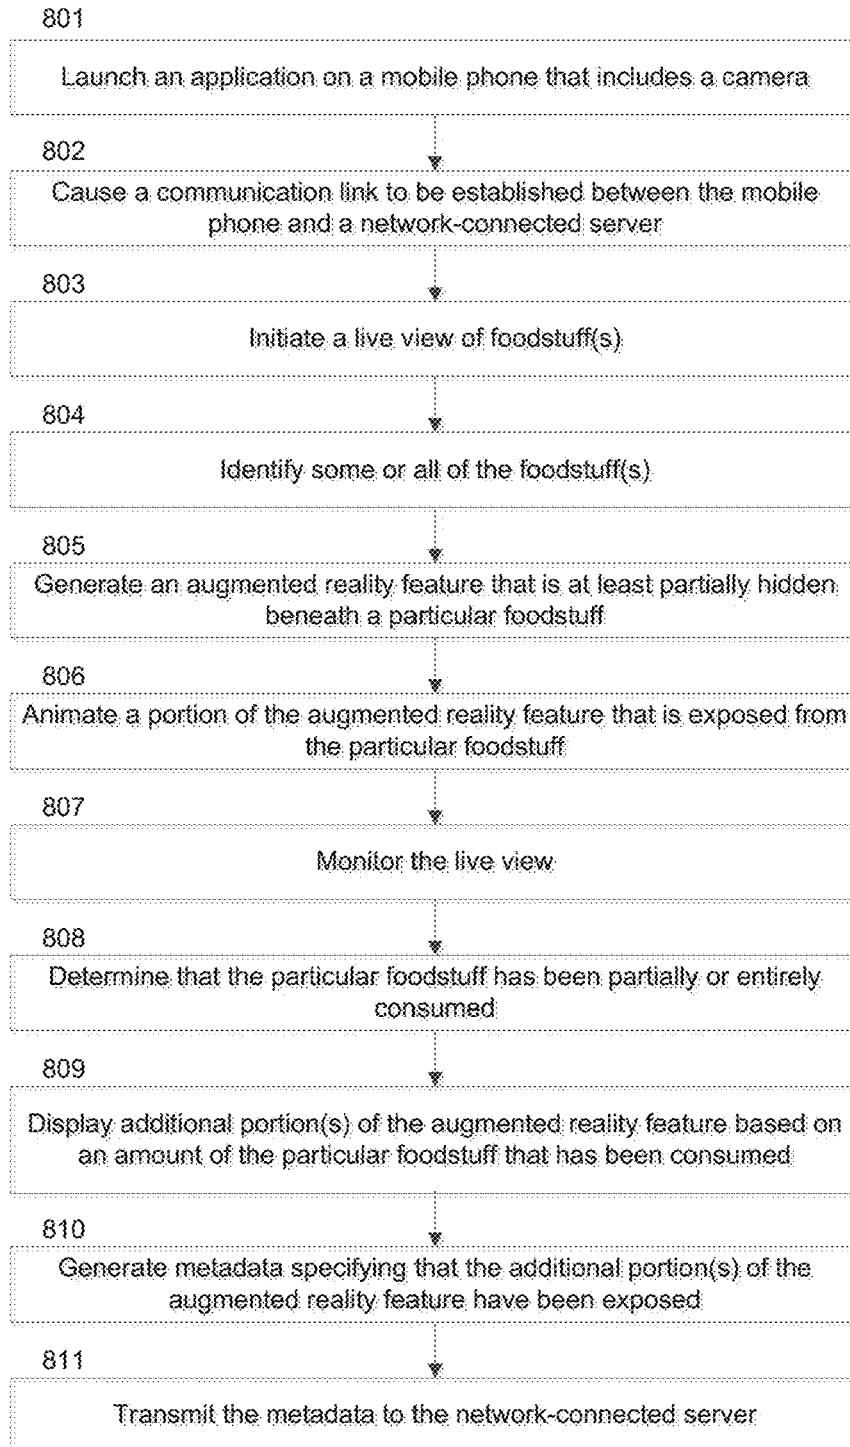 801
Launch an application on a mobile phone that includes a camera
802
Cause a communication link to be established between the mobile
phone and a network-connected server
803
Initiate a live view of foodstuff(s)
804
Identify some or all of the foodstuff(s)
805
Generate an augmented reality feature that is at least partially hidden
beneath a particular foodstuff
806
Animate a portion of the augmented reality feature that is exposed from
the particular foodstuff
807
Monitor the live view
808
Determine that the particular foodstuff has been partially or entirely
consumed
809
Display additional portion(s) of the augmented reality feature based on
an amount of the particular foodstuff that has been consumed
810
Generate metadata specifying that the additional portion(s) of the
augmented reality feature have been exposed
811
Transmit the metadata to the network-connected server